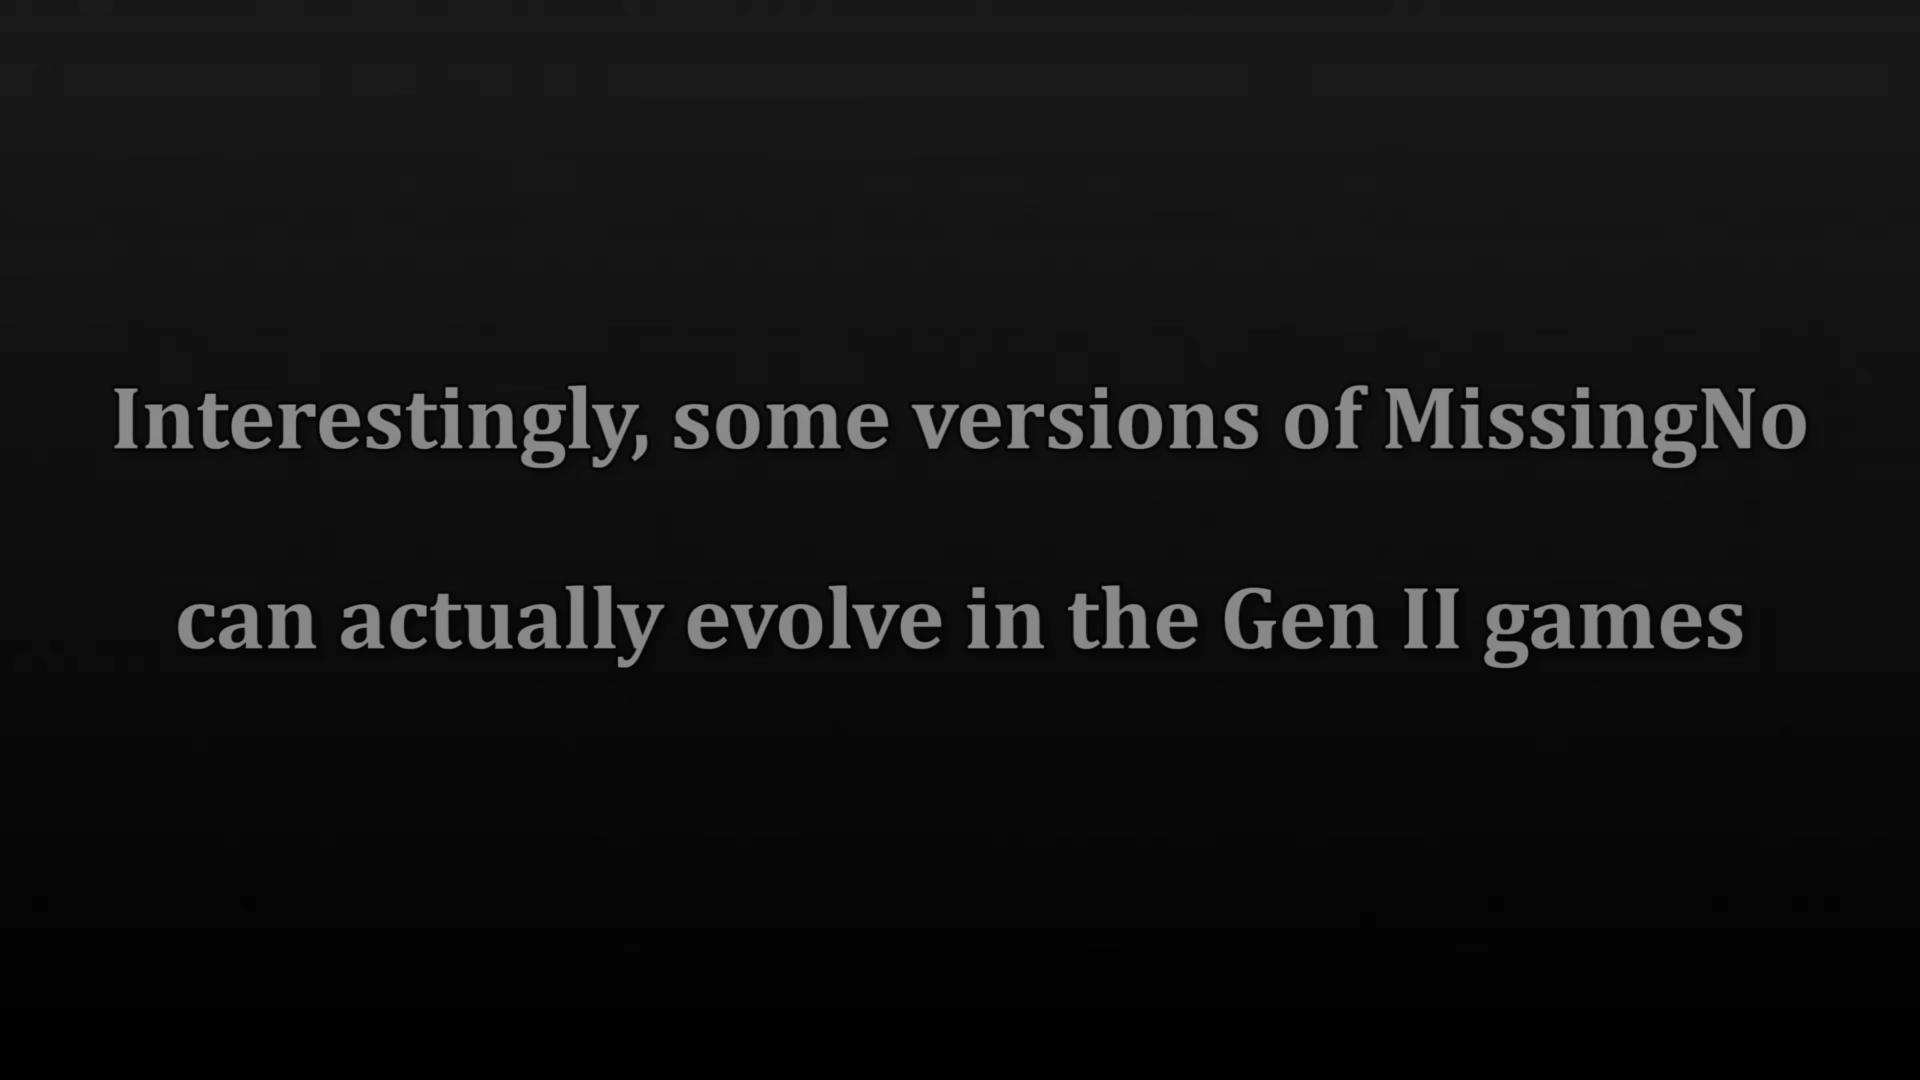 Interestingly, some versions of MissingNo
can actually evolve in the Gen II games